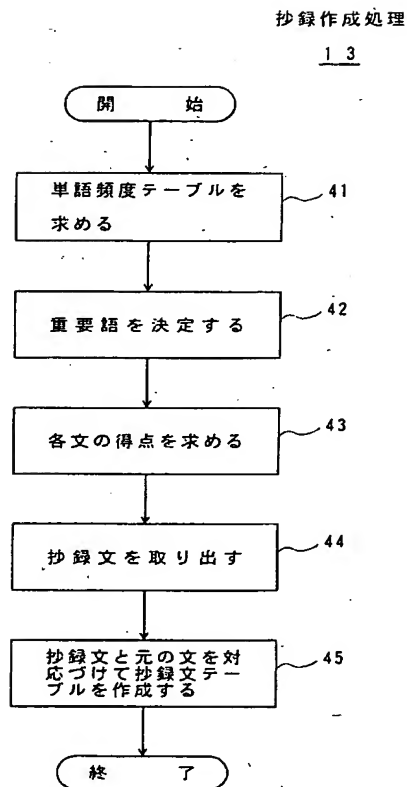 抄録作成処理
13
開始
単語頻度テーブルを
求める
41
重要語を決定する
42
各文の得点を求める
43
抄録文を取り出す
44
抄録文と元の文を対
応づけて抄録文テー
ブルを作成する
45
終了